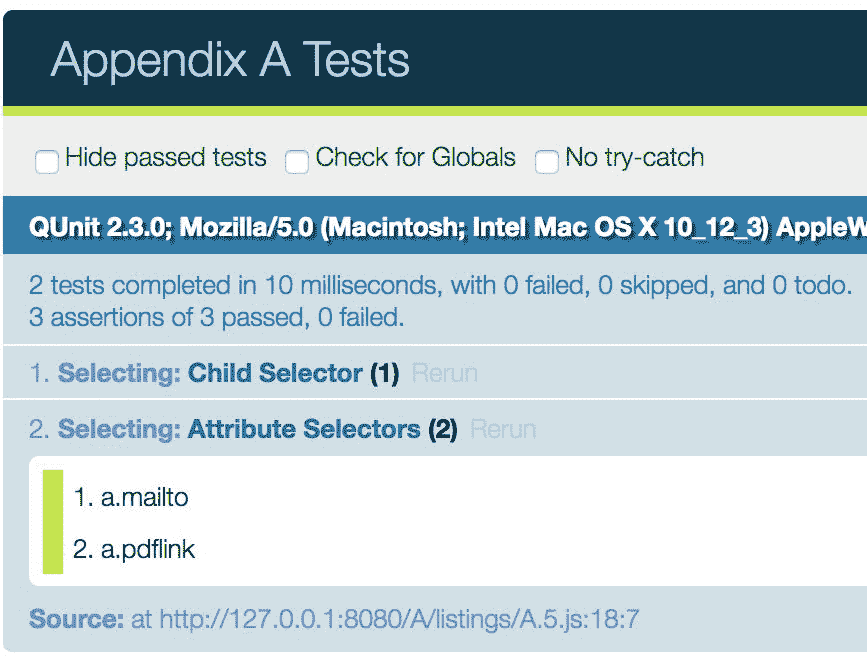 Appendix A Tests
Hide passed tests Check for Globals No try-catch
QUnit 2.3.0; Mozilla/5.0 (Macintosh; Intel Mac OS X 10_12_3) AppleW
2 tests completed in 10 milliseconds, with 0 failed, 0 skipped, and 0 todo.
3 assertions of 3 passed, 0 failed.
1. Selecting: Child Selector (1) Rerun
2. Selecting: Attribute Selectors (2) Rerun
1. a.mailto
2. a.pdflink
Source: at http://127.0.0.1:8080/A/listings/A.5.js:18:7